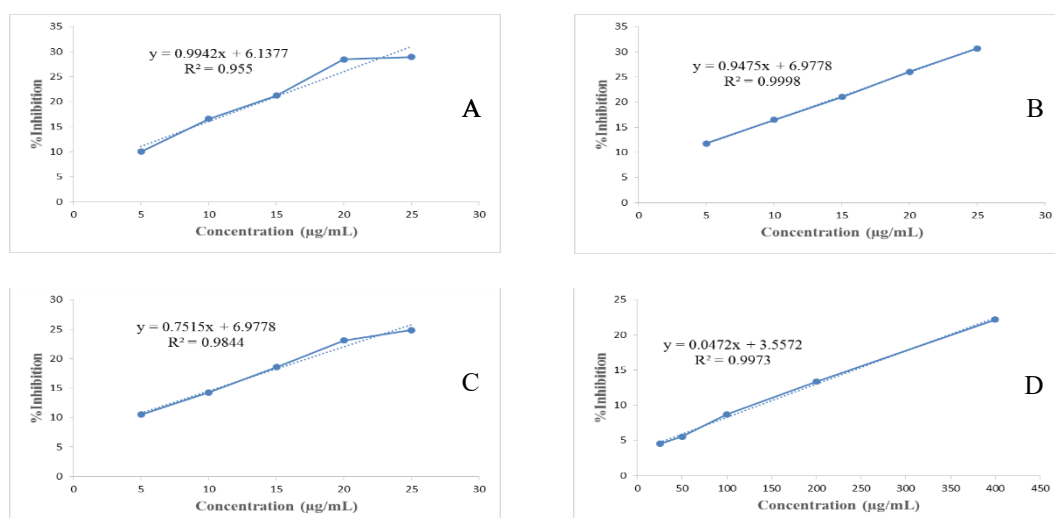 35
30
25
20
15
10
5
0
%Inhibition
y = 0.9942x + 6.1377
R² = 0.955
A
0 5 10 15 20 25 30
Concentration (µg/mL)
35
30
25
20
15
10
5
0
%Inhibition
y = 0.9475x + 6.9778
R² = 0.9998
B
0 5 10 15 20 25 30
Concentration (µg/mL)
30
25
20
15
10
5
0
%Inhibition
y = 0.7515x + 6.9778
R² = 0.9844
C
0 5 10 15 20 25 30
Concentration (µg/mL)
25
20
15
10
5
0
%Inhibition
y = 0.0472x + 3.5572
R² = 0.9973
D
0 50 100 150 200 250 300 350 400 450
Concentration (µg/mL)